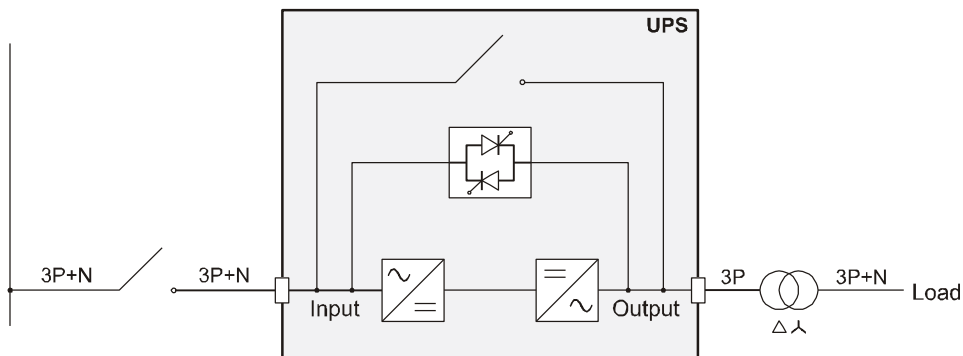 UPS
3P+N
3P+N
Input
Output
3P
3P+N
Load